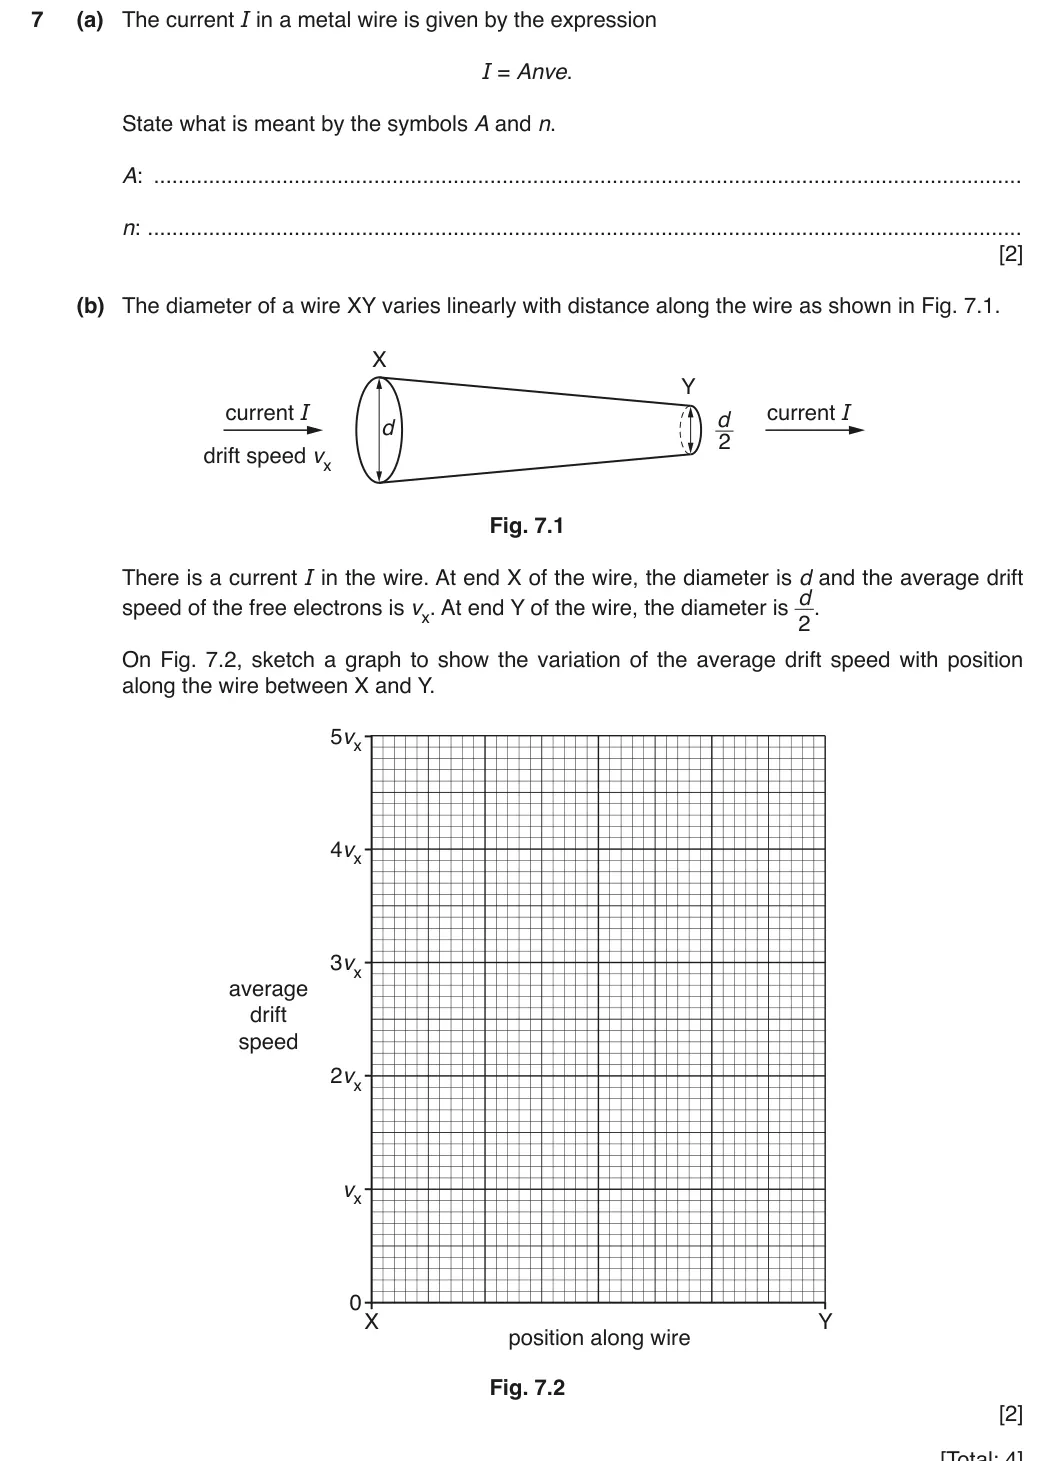 7 (a) The current I in a metal wire is given by the expression
I = Anve.
State what is meant by the symbols A and n.
A: ..............................................................................................................................................
n: ...............................................................................................................................................
[2]
(b) The diameter of a wire XY varies linearly with distance along the wire as shown in Fig. 7.1.
X
Y
current I
d
d/2
current I
drift speed vx
Fig. 7.1
There is a current I in the wire. At end X of the wire, the diameter is d and the average drift
speed of the free electrons is vx. At end Y of the wire, the diameter is d/2.
On Fig. 7.2, sketch a graph to show the variation of the average drift speed with position
along the wire between X and Y.
5vx
4vx
3vx
average
drift
speed
2vx
vx
0
X
Y
position along wire
Fig. 7.2
[2]
[Total: 4]